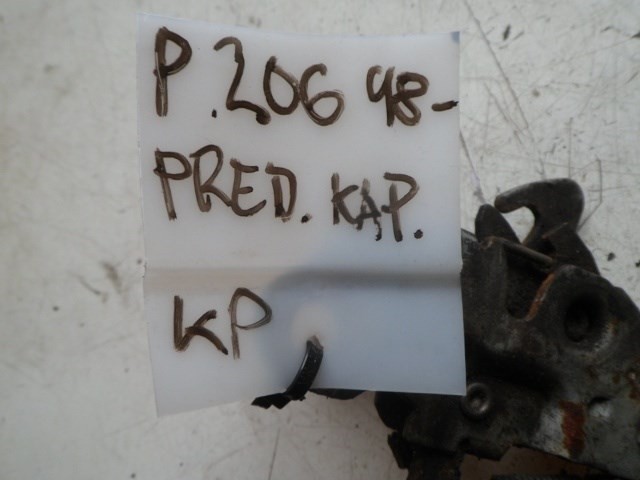 P.206 98-
PRED. KAP.
KP